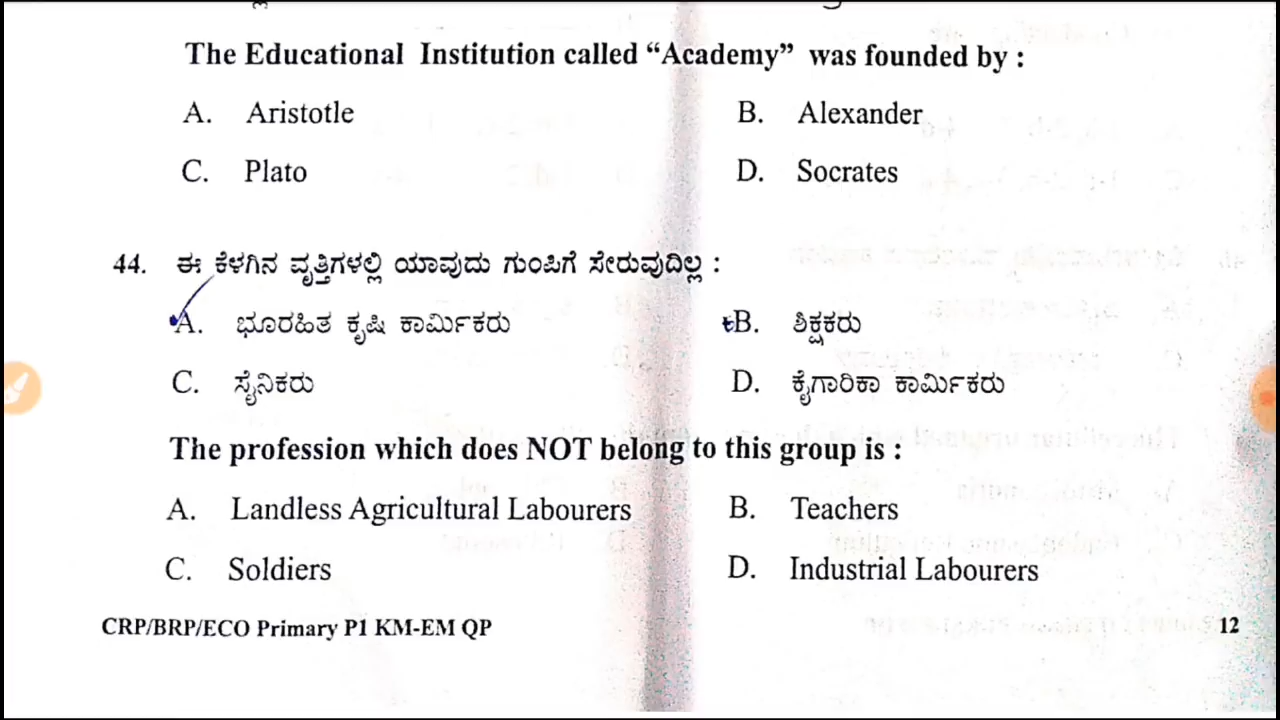 The Educational Institution called “Academy” was founded by :
A. Aristotle B. Alexander
C. Plato D. Socrates
44. ಈ ಕೆಳಗಿನ ವೃತ್ತಿಗಳಲ್ಲಿ ಯಾವುದು ಗುಂಪಿಗೆ ಸೇರುವುದಿಲ್ಲ :
A. ಭೂರಹಿತ ಕೃಷಿ ಕಾರ್ಮಿಕರು B. ಶಿಕ್ಷಕರು
C. ಸೈನಿಕರು D. ಕೈಗಾರಿಕಾ ಕಾರ್ಮಿಕರು
The profession which does NOT belong to this group is :
A. Landless Agricultural Labourers B. Teachers
C. Soldiers D. Industrial Labourers
CRP/BRP/ECO Primary P1 KM-EM QP 12